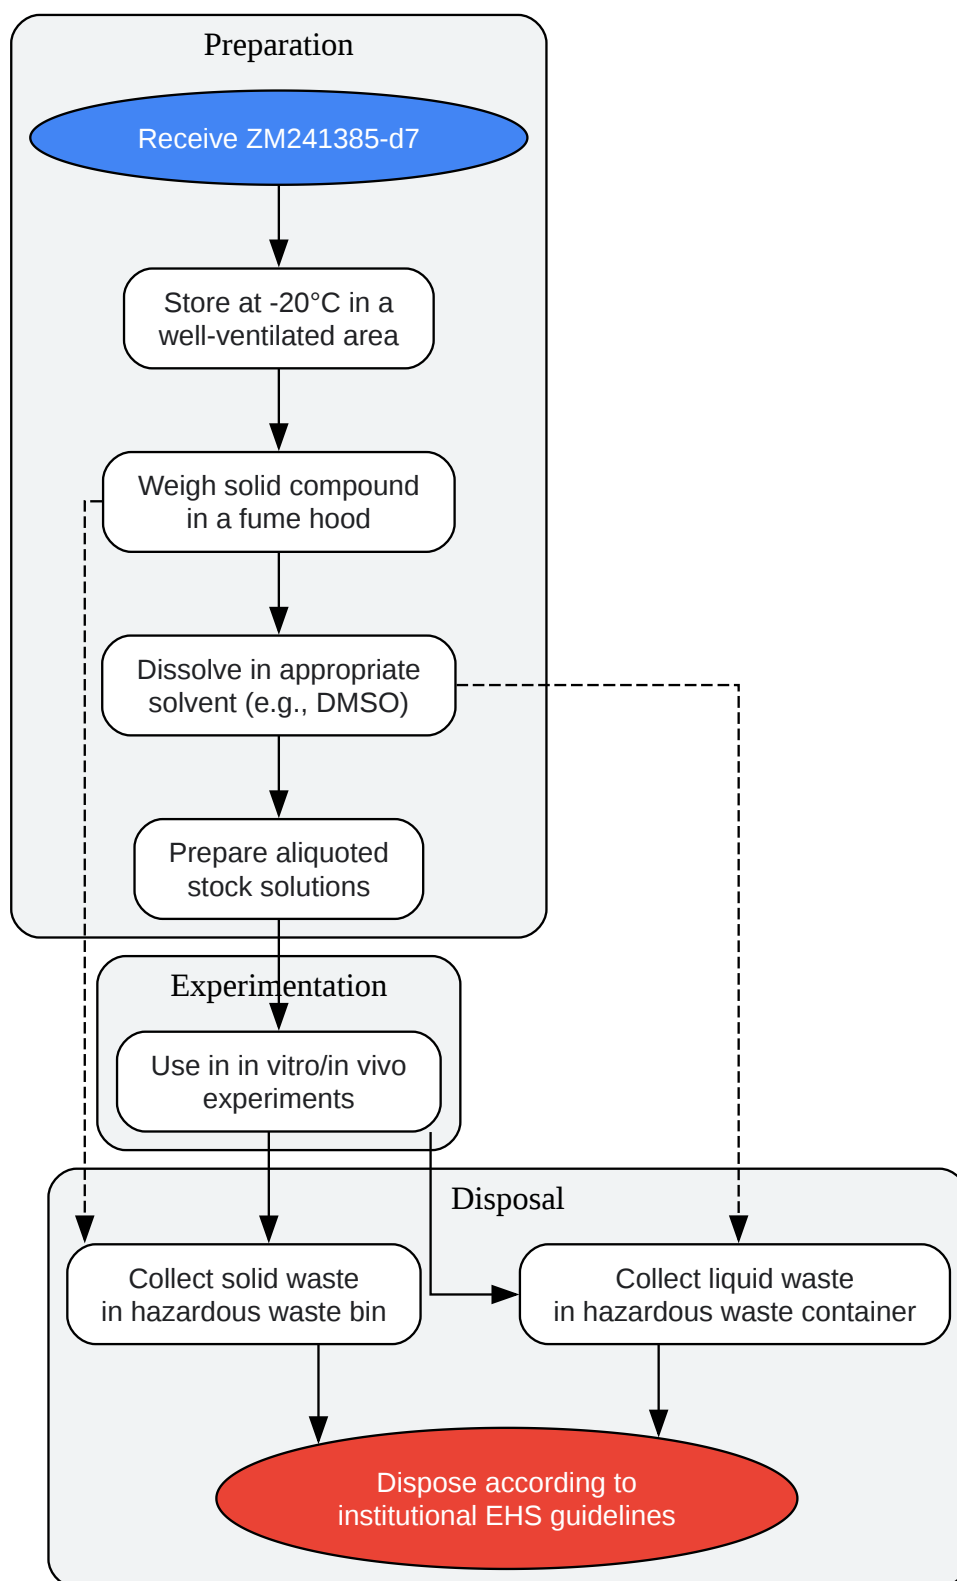 Preparation
Receive ZM241385-d7
Store at -20°C in a
well-ventilated area
Weigh solid compound
in a fume hood
Dissolve in appropriate
solvent (e.g., DMSO)
Prepare aliquoted
stock solutions
Experimentation
Use in in vitro/in vivo
experiments
Disposal
Collect solid waste
in hazardous waste bin
Collect liquid waste
in hazardous waste container
Dispose according to
institutional EHS guidelines